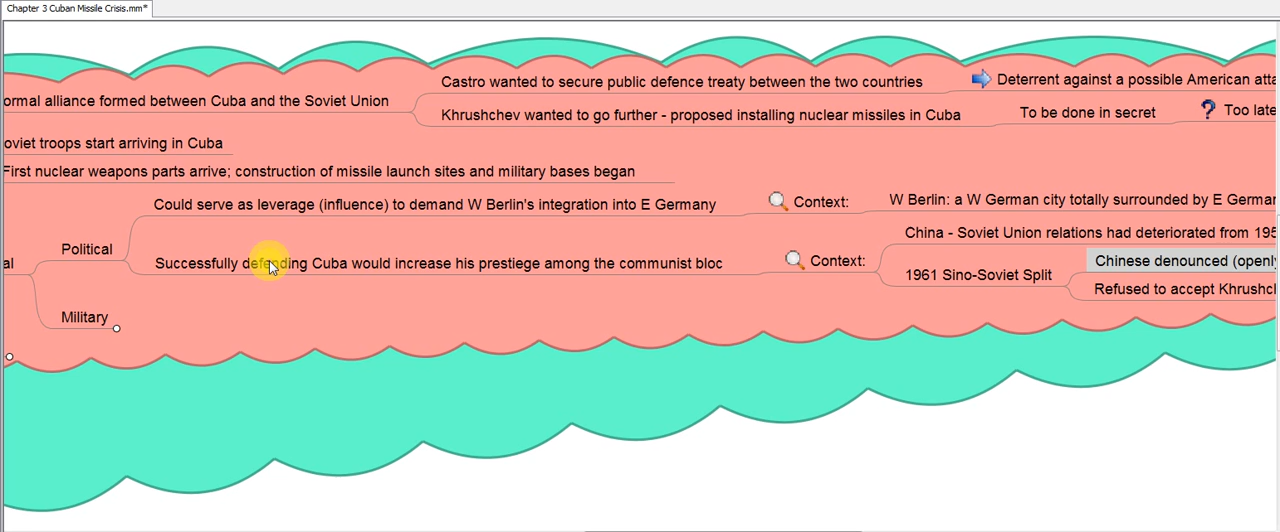 Chapter 3 Cuban Missile Crisis.mm*
Castro wanted to secure public defence treaty between the two countries
Deterrent against a possible American
ormal alliance formed between Cuba and the Soviet Union
Khrushchev wanted to go further - proposed installing nuclear missiles in Cuba
To be done in secret
Too late
oviet troops start arriving in Cuba
First nuclear weapons parts arrive; construction of missile launch sites and military bases began
Could serve as leverage (influence) to demand W Berlin's integration into E Germany
Context:
W Berlin: a W German city totally surrounded by E
China - Soviet Union relations had deteriorated from
al
Political
Successfully defending Cuba would increase his prestiege among the communist bloc
Context:
1961 Sino-Soviet Split
Chinese denounced
Refused to accept
Military